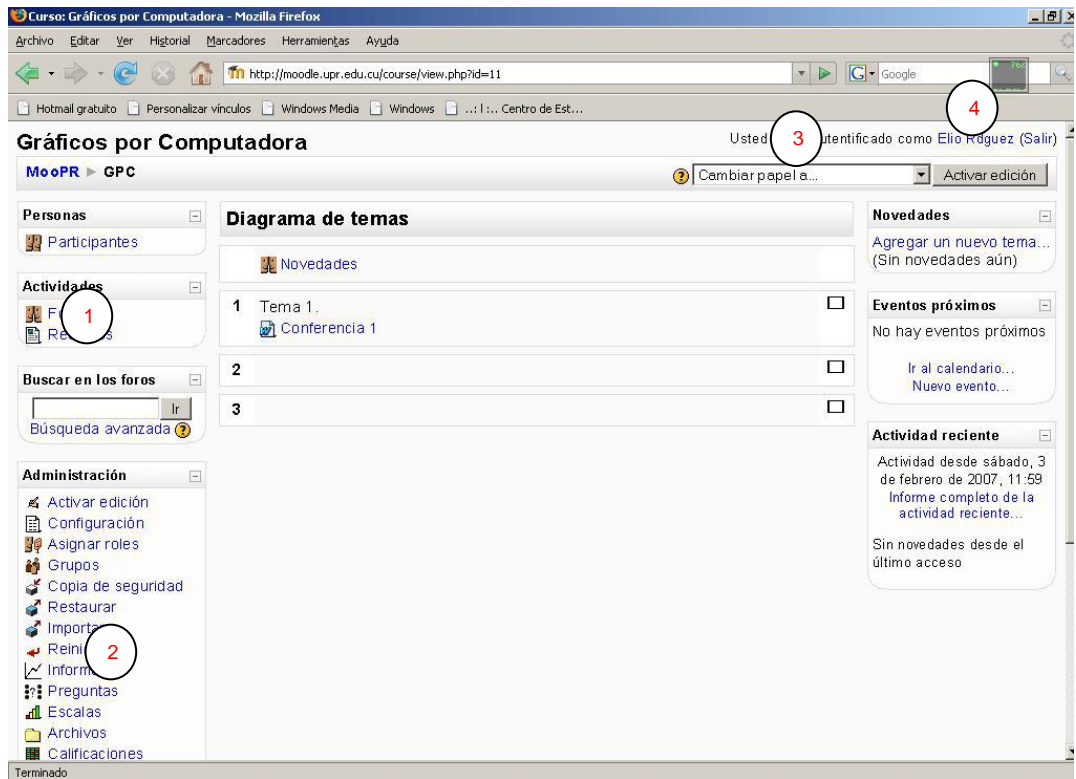 Curso: Gráficos por Computadora - Mozilla Firefox
Archivo Editar Ver Historial Marcadores Herramientas Ayuda
http://moodle.upr.edu.cu/course/view.php?id=11
G Google
762
Hotmail gratuito Personalizar vínculos Windows Media Windows ..:l:.. Centro de Est...
4
Gráficos por Computadora
Usted 3 utentificado como Elio Rdguez (Salir)
MooPR GPC
Cambiar papel a...
Activar edición
Personas
Participantes
Actividades
1
Buscar en los foros
Ir
Búsqueda avanzada
Administración
Activar edición
Configuración
Asignar roles
Grupos
Copia de seguridad
Restaurar
2
Preguntas
Escalas
Archivos
Calificaciones
Diagrama de temas
Novedades
1 Tema 1.
Conferencia 1
2
3
Novedades
Agregar un nuevo tema...
(Sin novedades aún)
Eventos próximos
No hay eventos próximos
Ir al calendario...
Nuevo evento...
Actividad reciente
Actividad desde sábado, 3
de febrero de 2007, 11:59
Informe completo de la
actividad reciente...
Sin novedades desde el
último acceso
Terminado